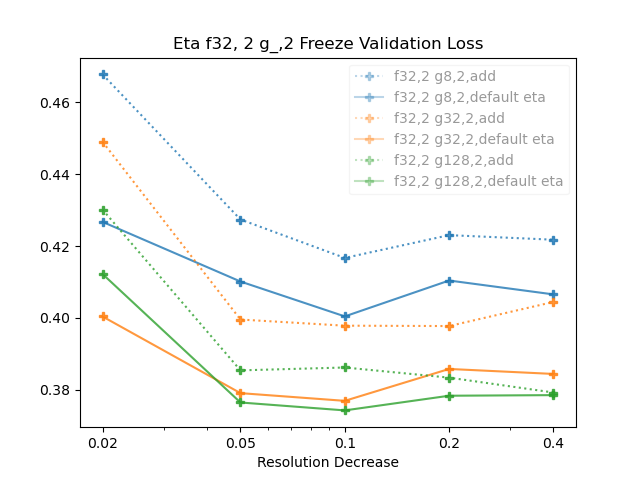 Eta f32, 2 g_,2 Freeze Validation Loss
f32,2 g8,2,add
f32,2 g8,2,default eta
f32,2 g32,2,add
f32,2 g32,2,default eta
f32,2 g128,2,add
f32,2 g128,2,default eta
0.46
0.44
0.42
0.40
0.38
0.02 0.05 0.1 0.2 0.4
Resolution Decrease